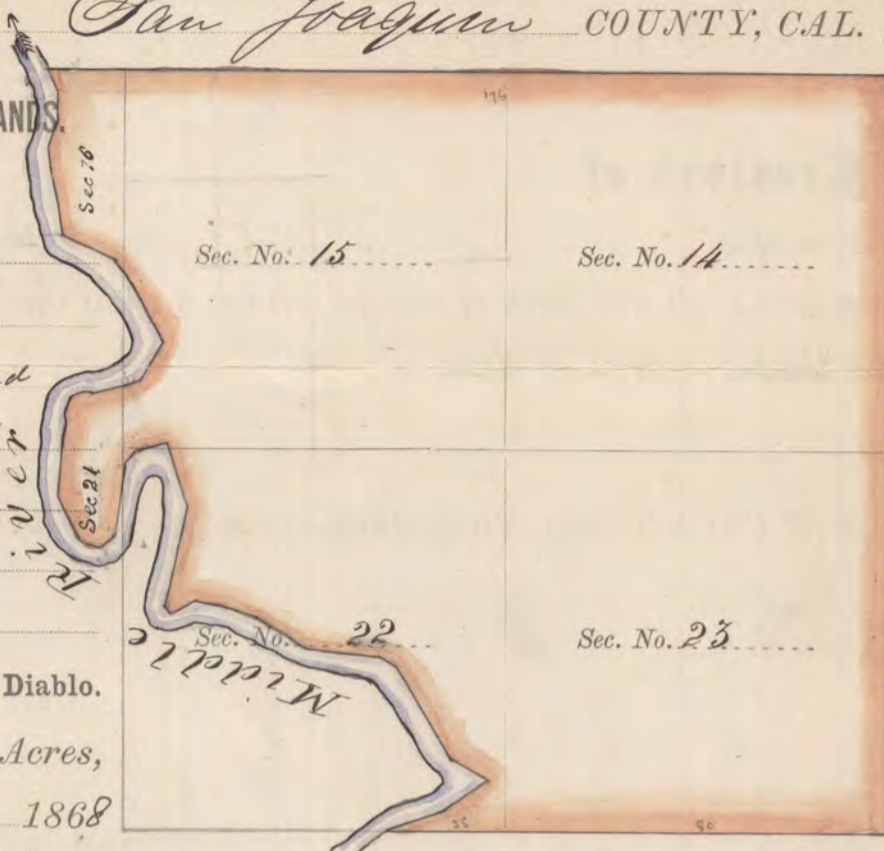 San Joaquin COUNTY, CAL.
ANDS.
Sec 16
Sec. No. 15
Sec. No. 14
d
Sec 21
River
Sec. No. 22
Middle
Sec. No. 23
Diablo.
Acres,
1868
80